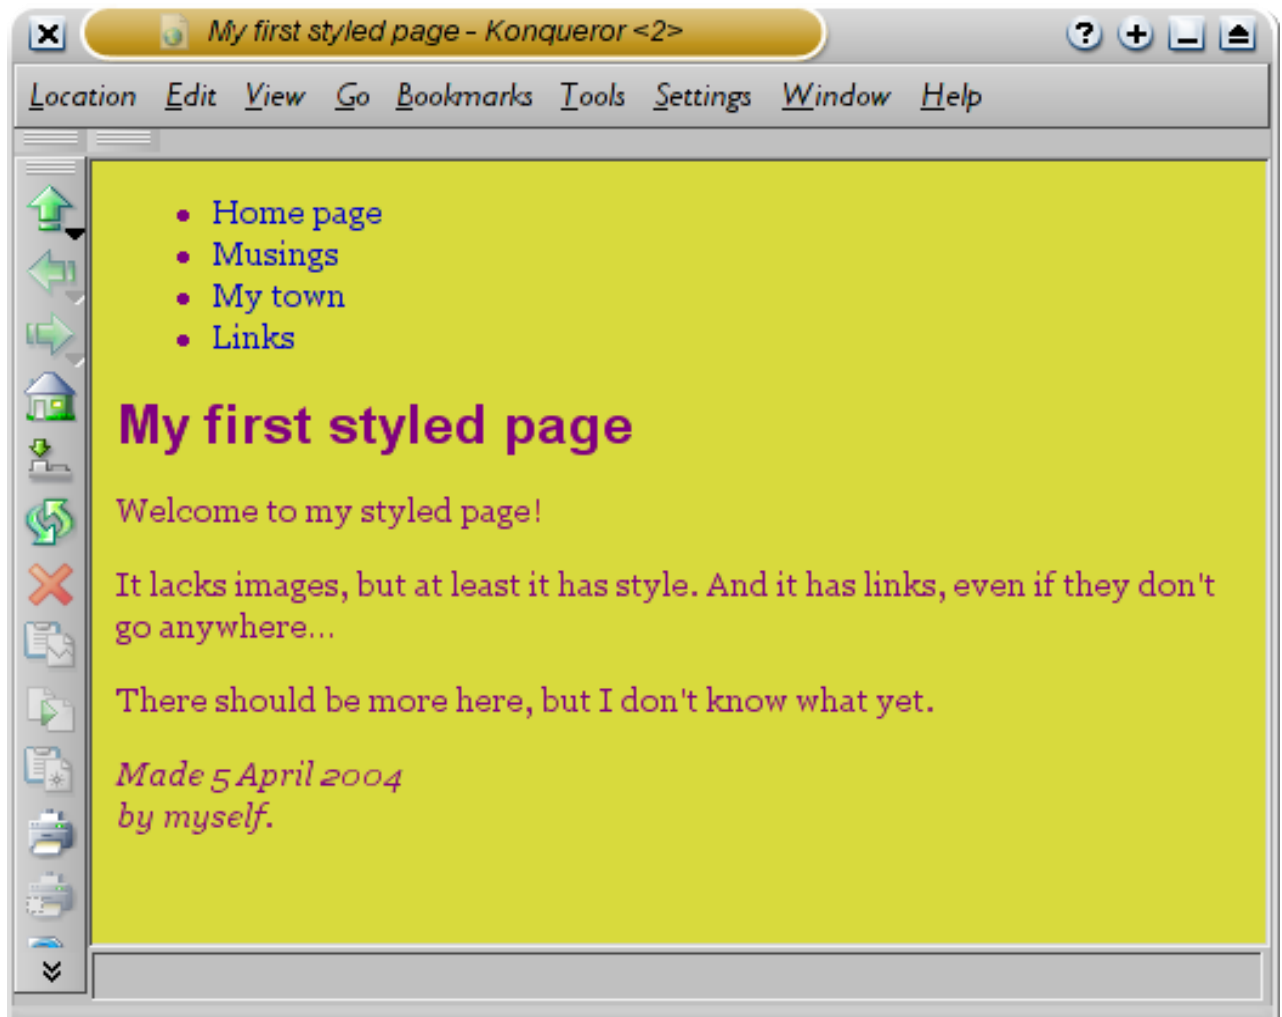 My first styled page - Konqueror <2>
Location Edit View Go Bookmarks Tools Settings Window Help
Home page
Musings
My town
Links
My first styled page
Welcome to my styled page!
It lacks images, but at least it has style. And it has links, even if they don't
go anywhere...
There should be more here, but I don't know what yet.
Made 5 April 2004
by myself.